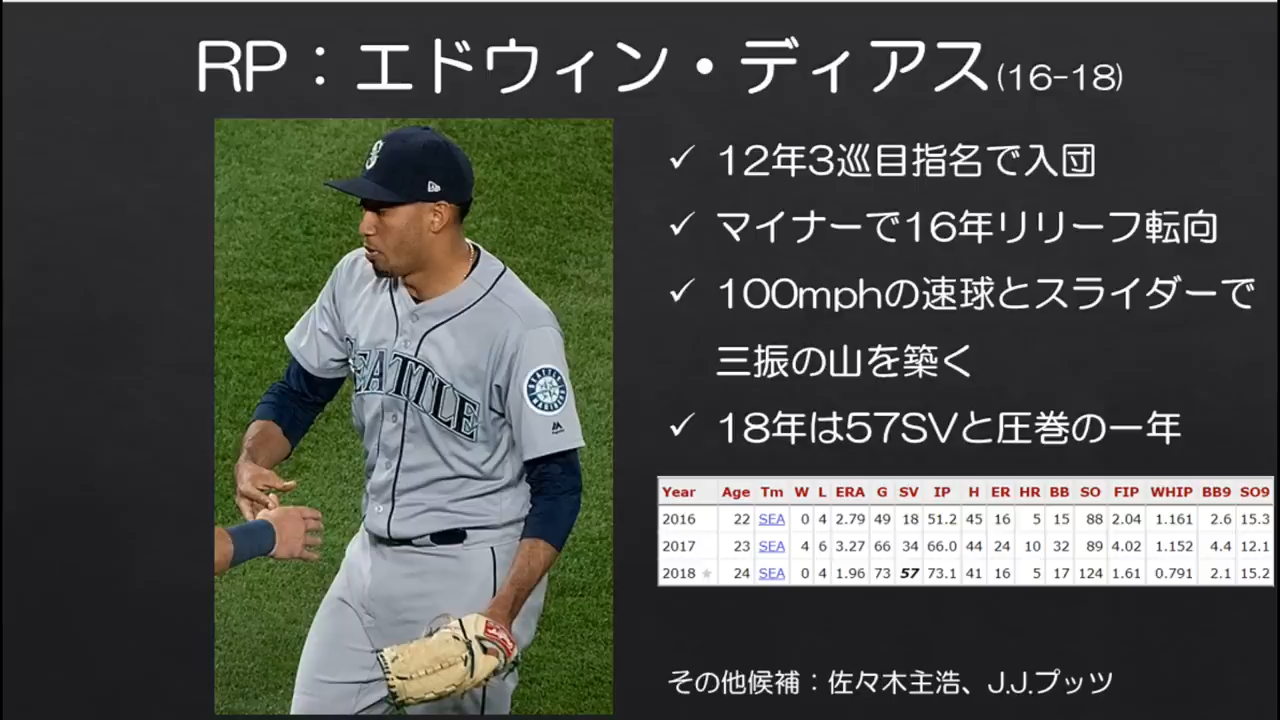 RP：エドウィン・ディアス(16-18)
✓ 12年3巡目指名で入団
✓ マイナーで16年リリーフ転向
✓ 100mphの速球とスライダーで
三振の山を築く
✓ 18年は57SVと圧巻の一年
SEATTLE
SEATTLE MARINERS
Year Age Tm W L ERA G SV IP H ER HR BB SO FIP WHIP BB9 SO9
2016 22 SEA 0 4 2.79 49 18 51.2 45 16 5 15 88 2.04 1.161 2.6 15.3
2017 23 SEA 4 6 3.27 66 34 66.0 44 24 10 32 89 4.02 1.152 4.4 12.1
2018 ★ 24 SEA 0 4 1.96 73 57 73.1 41 16 5 17 124 1.61 0.791 2.1 15.2
その他候補：佐々木主浩、J.J.プッツ